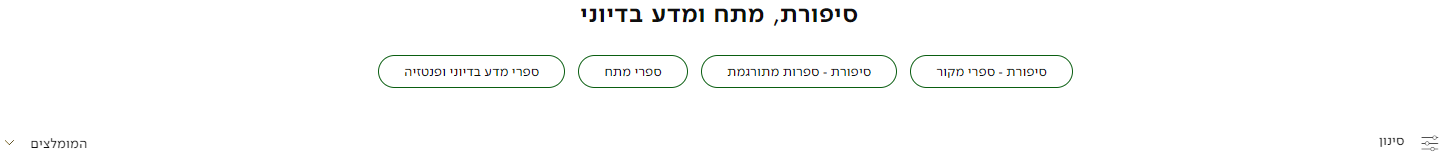 סיפורת, מתח ומדע בדיוני
סיפורת - ספרי מקור
סיפורת - ספרות מתורגמת
ספרי מתח
ספרי מדע בדיוני ופנטזיה
סינון
המומלצים